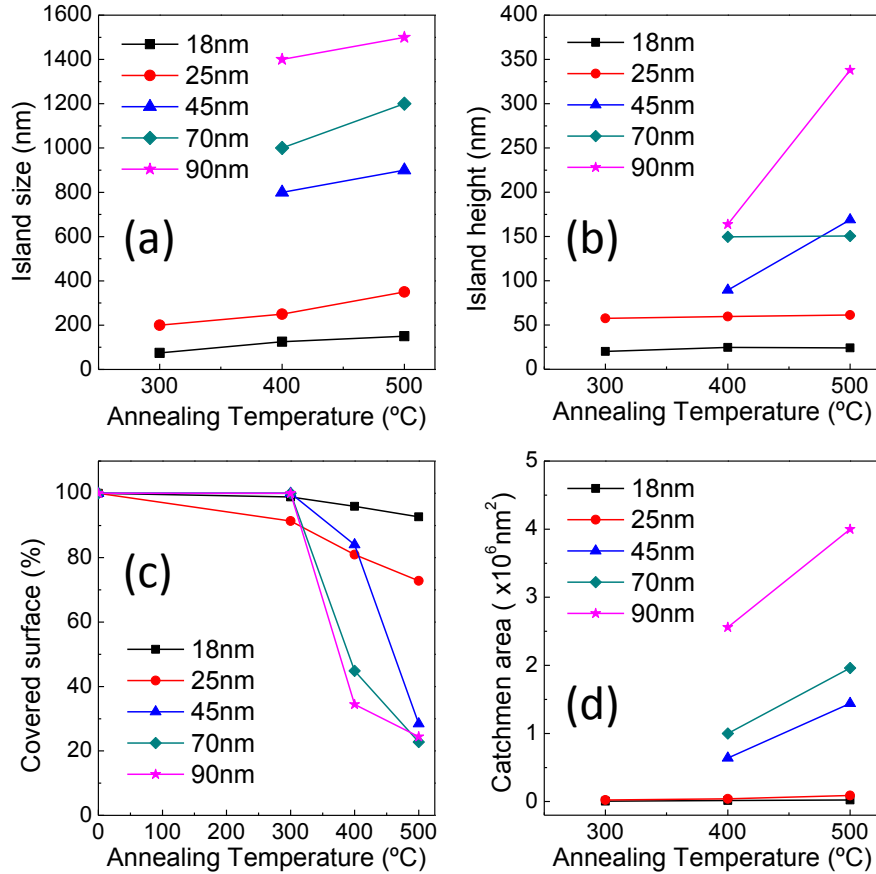 1600
1400
1200
1000
800
600
400
200
0
Island size (nm)
18nm
25nm
45nm
70nm
90nm
(a)
300 400 500
Annealing Temperature (ºC)
400
350
300
250
200
150
100
50
0
Island height (nm)
18nm
25nm
45nm
70nm
90nm
(b)
300 400 500
Annealing Temperature (ºC)
100
80
60
40
20
0
Covered surface (%)
(c)
18nm
25nm
45nm
70nm
90nm
0 100 200 300 400 500
Annealing Temperature (ºC)
5
4
3
2
1
0
Catchmen area ( x10⁶nm²)
18nm
25nm
45nm
70nm
90nm
(d)
300 400 500
Annealing Temperature (ºC)